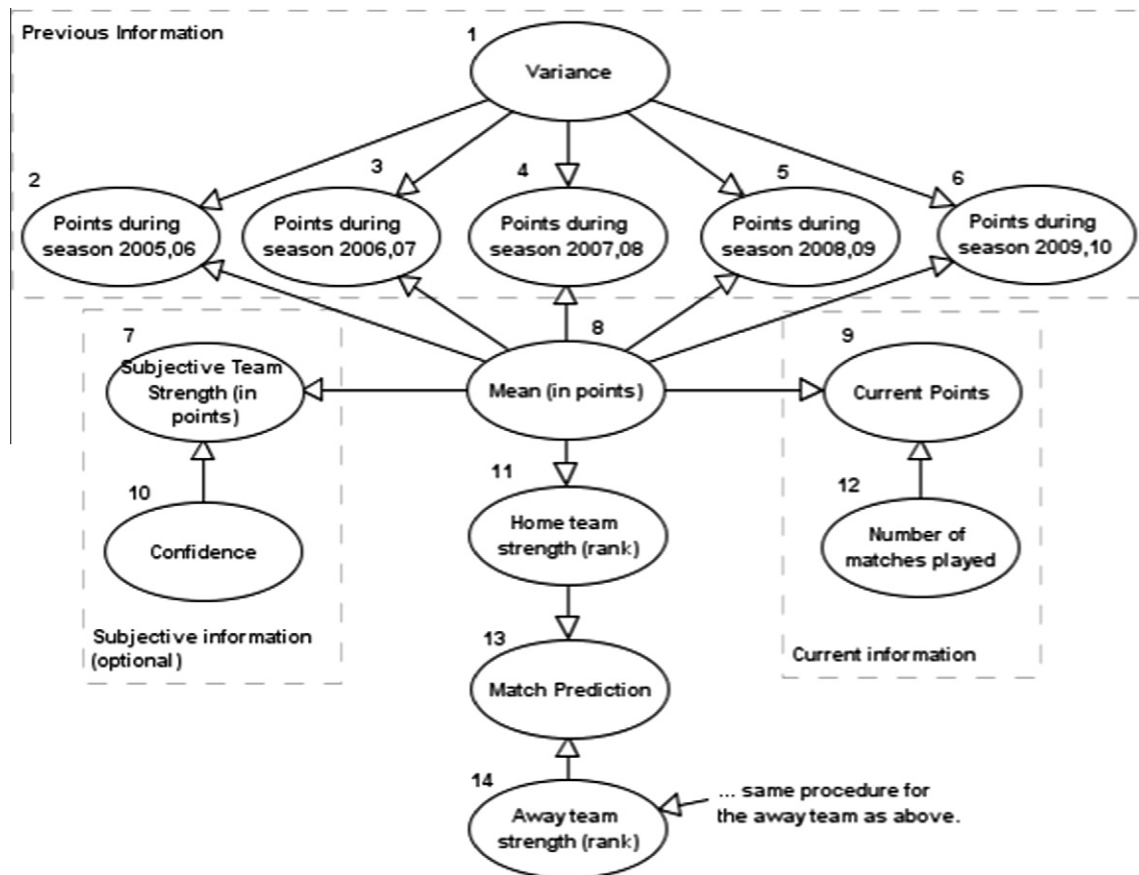 Previous Information
1
Variance
2
Points during
season 2005,06
3
Points during
season 2006,07
4
Points during
season 2007,08
5
Points during
season 2008,09
6
Points during
season 2009,10
7
Subjective Team
Strength (in
points)
8
Mean (in points)
9
Current Points
10
Confidence
Subjective information
(optional)
11
Home team
strength (rank)
12
Number of
matches played
Current information
13
Match Prediction
14
Away team
strength (rank)
... same procedure for
the away team as above.